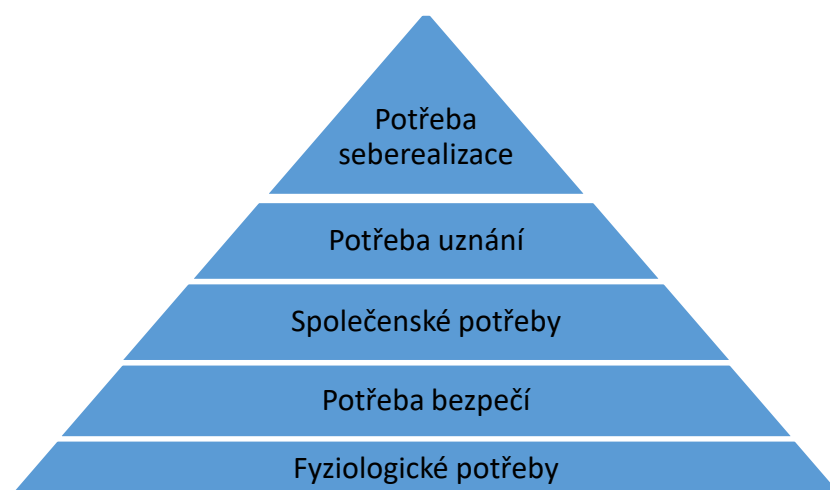 Potřeba
seberealizace
Potřeba uznání
Společenské potřeby
Potřeba bezpečí
Fyziologické potřeby